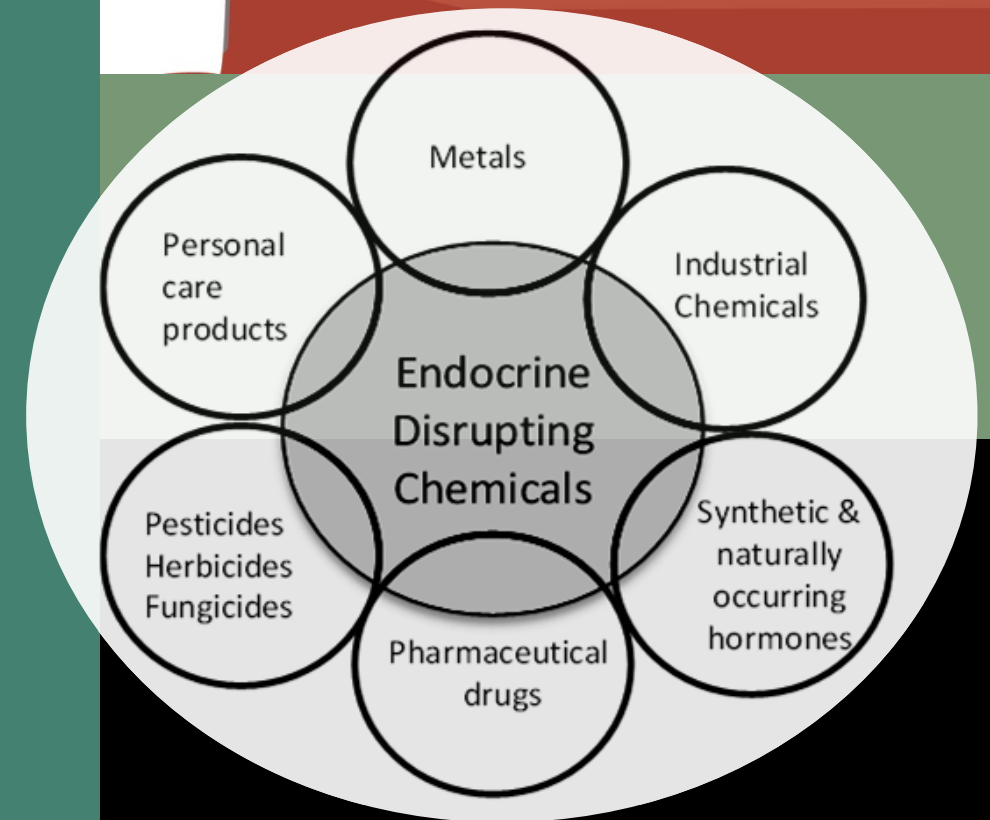 Metals
Personal
care
products
Industrial
Chemicals
Endocrine
Disrupting
Chemicals
Pesticides
Herbicides
Fungicides
Synthetic &
naturally
occurring
hormones
Pharmaceutical
drugs